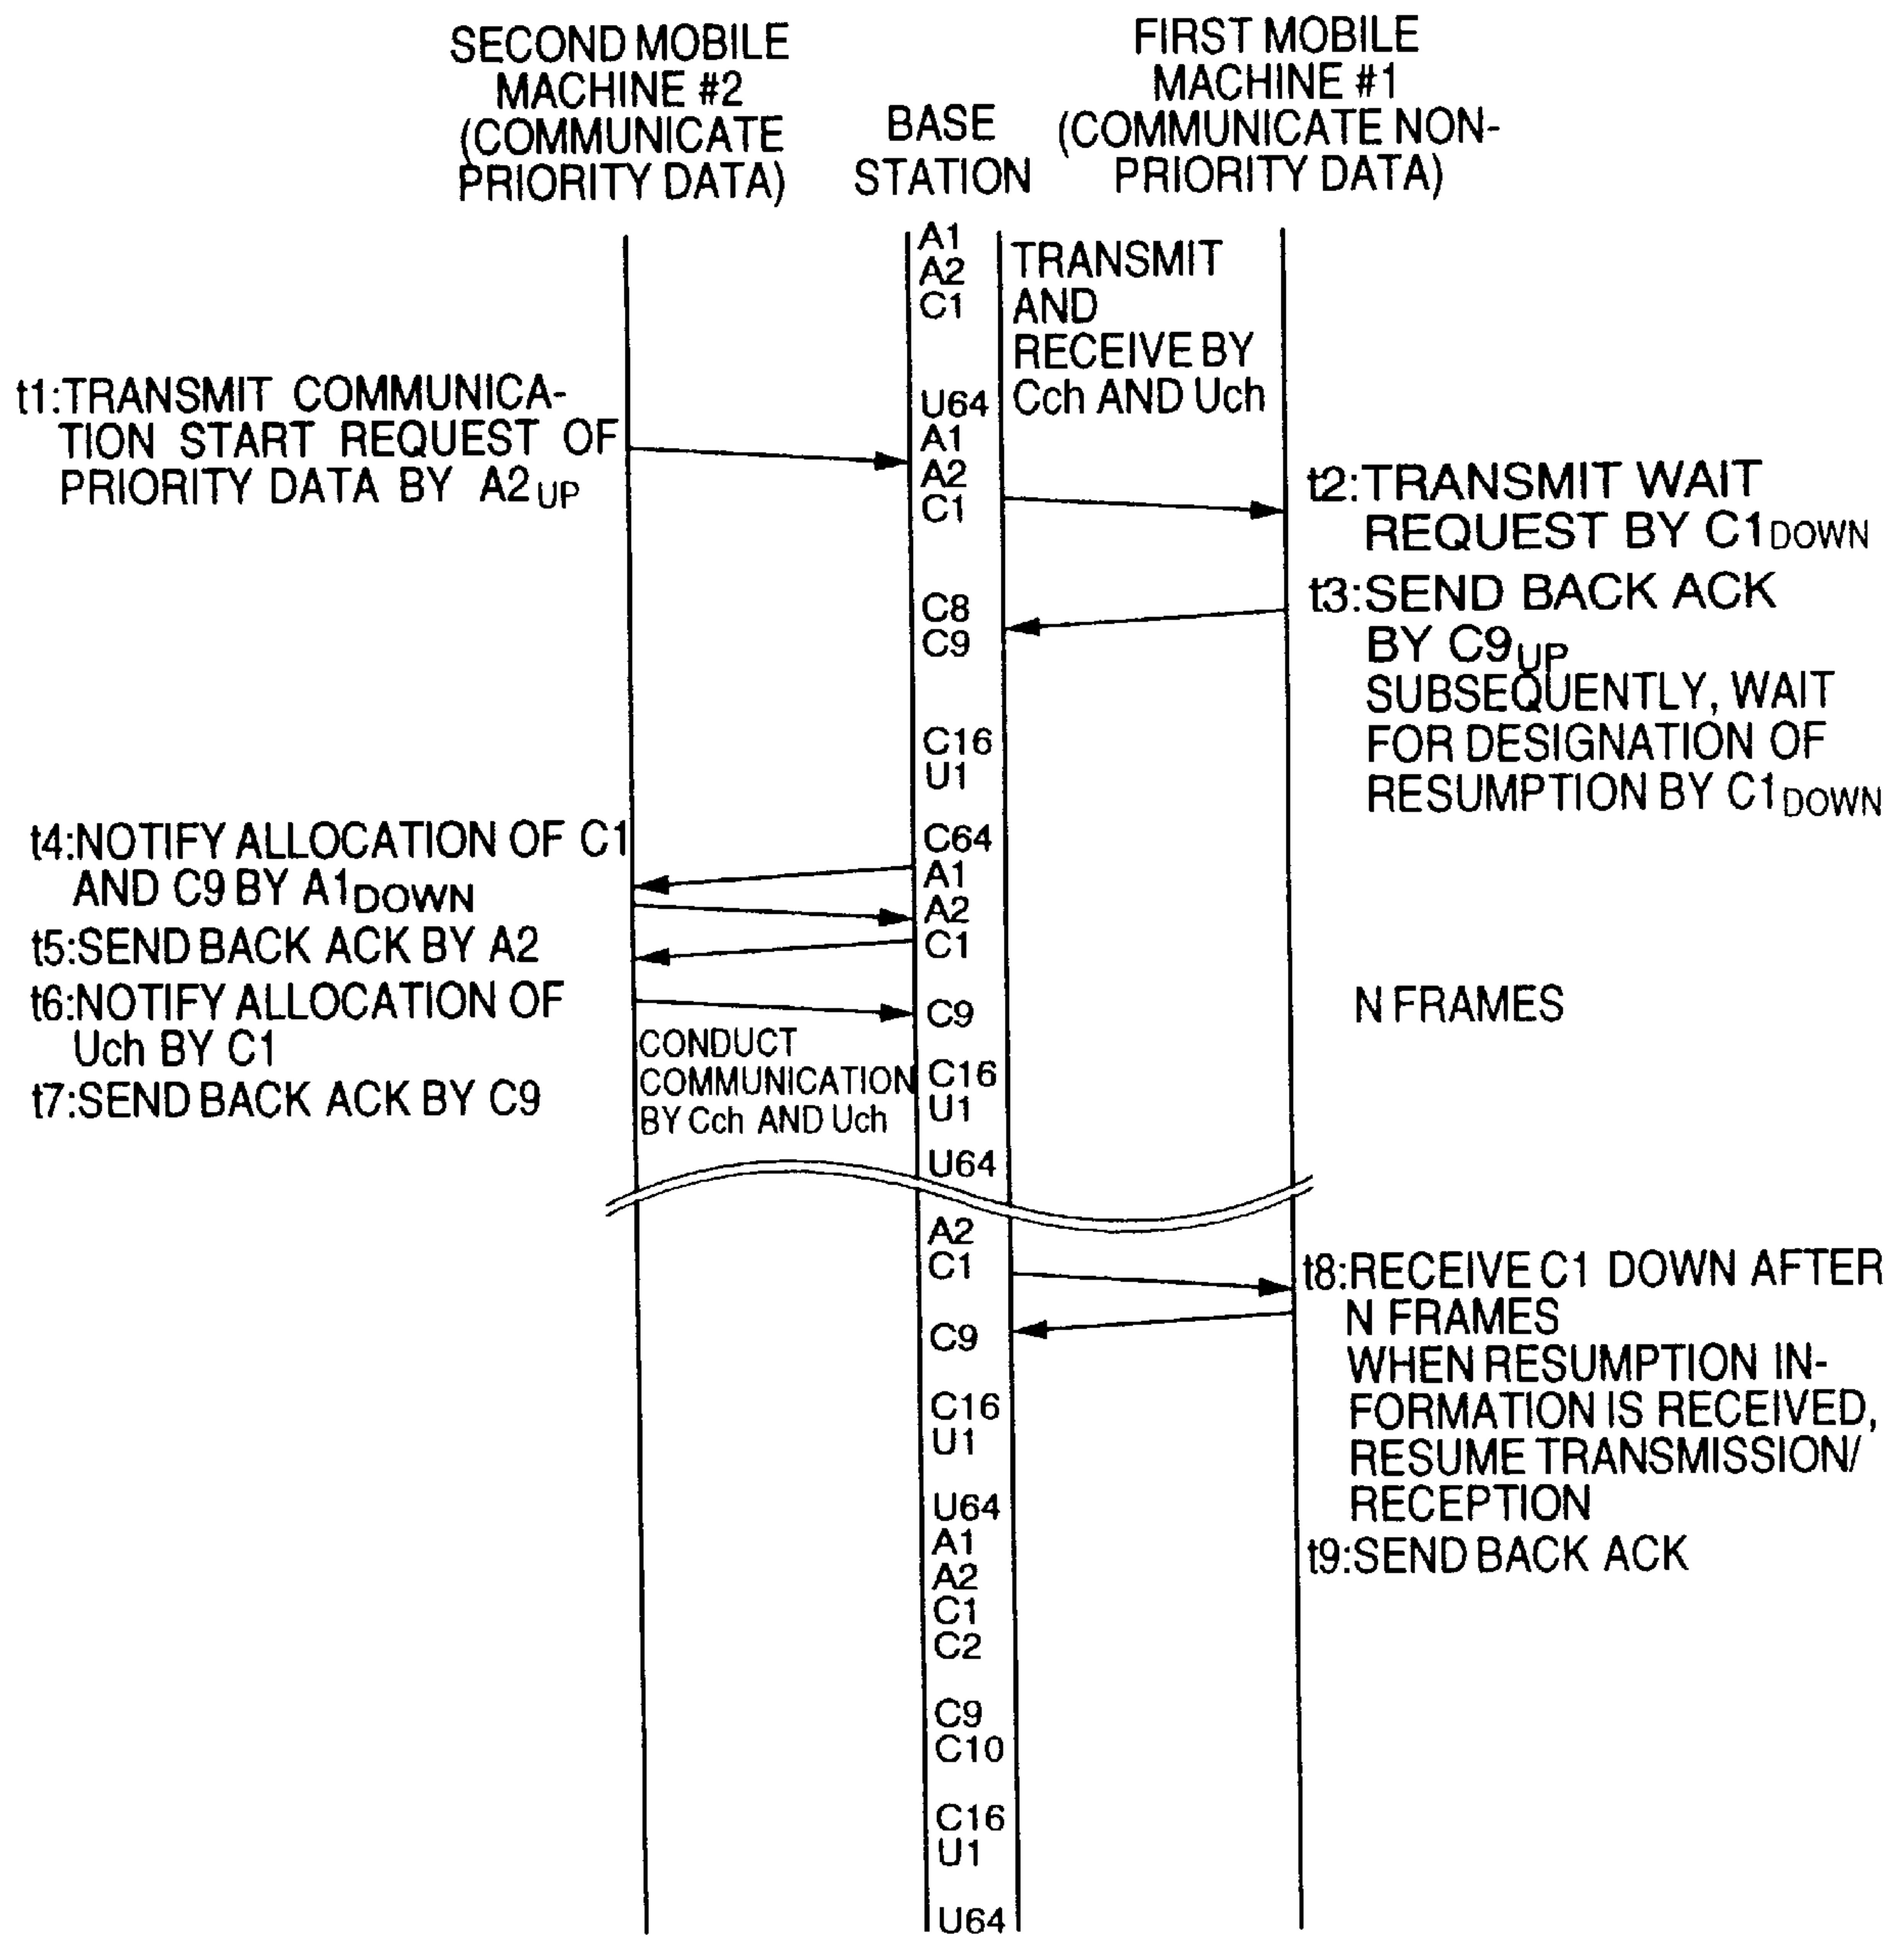 SECOND MOBILE
MACHINE #2
(COMMUNICATE
PRIORITY DATA)
BASE
STATION
FIRST MOBILE
MACHINE #1
(COMMUNICATE NON-
PRIORITY DATA)
A1
A2
C1
TRANSMIT
AND
RECEIVE BY
Cch AND Uch
t1:TRANSMIT COMMUNICA-
TION START REQUEST OF
PRIORITY DATA BY A2UP
U64
A1
A2
C1
t2:TRANSMIT WAIT
REQUEST BY C1DOWN
C8
C9
t3:SEND BACK ACK
BY C9UP
SUBSEQUENTLY, WAIT
FOR DESIGNATION OF
RESUMPTION BY C1DOWN
C16
U1
t4:NOTIFY ALLOCATION OF C1
AND C9 BY A1DOWN
t5:SEND BACK ACK BY A2
t6:NOTIFY ALLOCATION OF
Uch BY C1
t7:SEND BACK ACK BY C9
C64
A1
A2
C1
C9
N FRAMES
CONDUCT
COMMUNICATION
BY Cch AND Uch
C16
U1
U64
A2
C1
C9
t8:RECEIVE C1 DOWN AFTER
N FRAMES
WHEN RESUMPTION IN-
FORMATION IS RECEIVED,
RESUME TRANSMISSION/
RECEPTION
t9:SEND BACK ACK
C16
U1
U64
A1
A2
C1
C2
C9
C10
C16
U1
U64